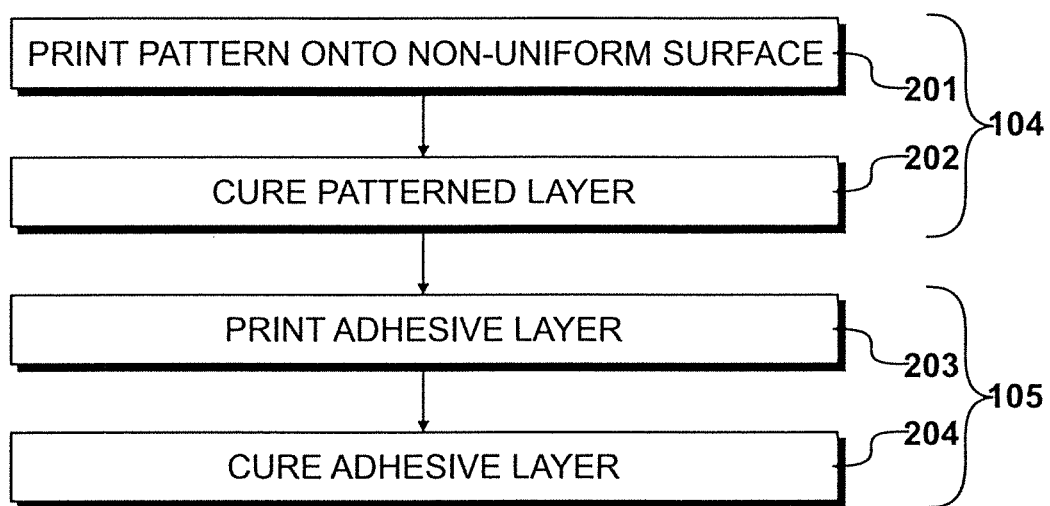 PRINT PATTERN ONTO NON-UNIFORM SURFACE
201
104
202
CURE PATTERNED LAYER
PRINT ADHESIVE LAYER
203
105
204
CURE ADHESIVE LAYER